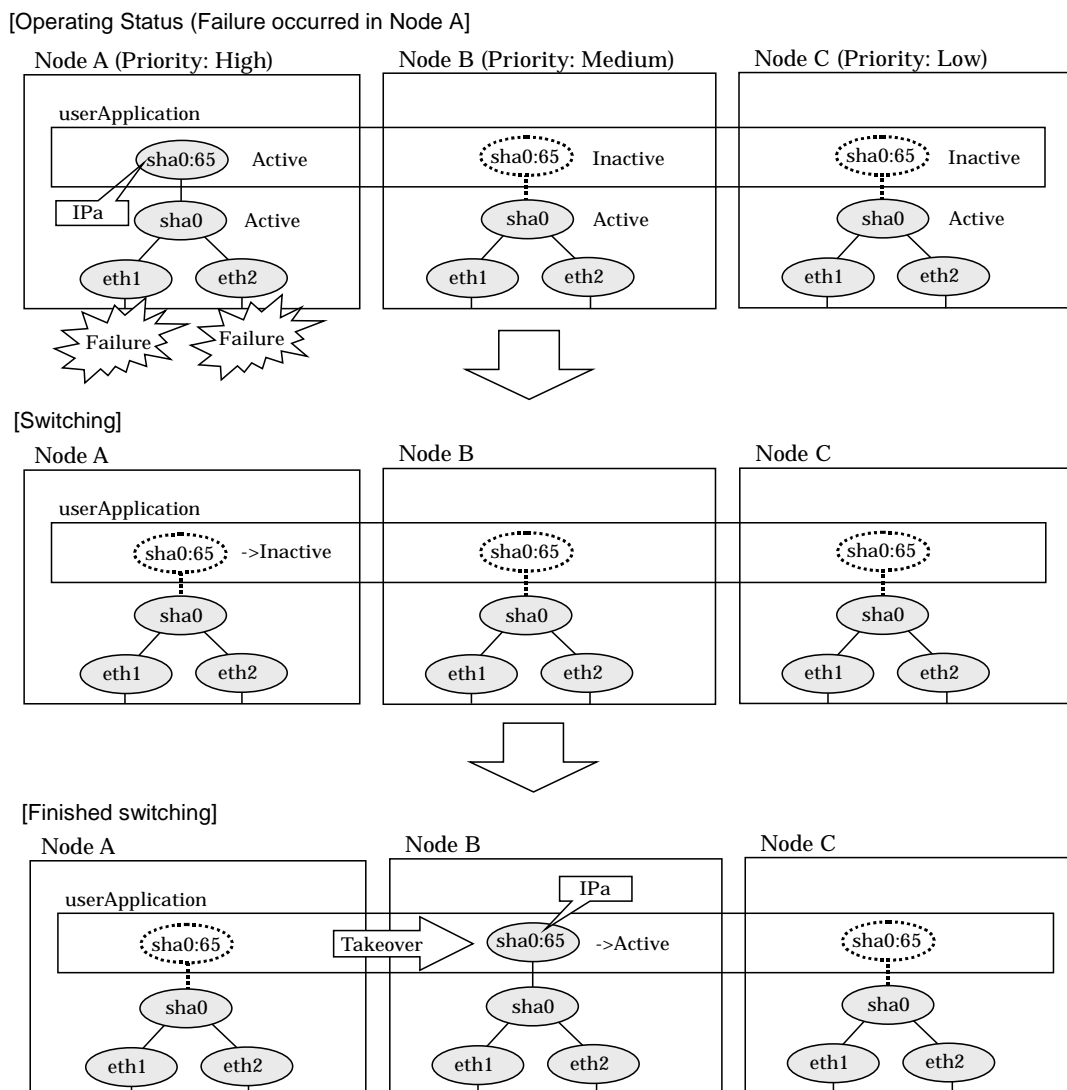 [Operating Status (Failure occurred in Node A]
Node A (Priority: High)
Node B (Priority: Medium)
Node C (Priority: Low)
userApplication
sha0:65 Active
sha0:65 Inactive
sha0:65 Inactive
IPa
sha0 Active
sha0 Active
sha0 Active
eth1 eth2
eth1 eth2
eth1 eth2
Failure Failure
[Switching]
Node A
Node B
Node C
userApplication
sha0:65 ->Inactive
sha0:65
sha0:65
sha0
sha0
sha0
eth1 eth2
eth1 eth2
eth1 eth2
[Finished switching]
Node A
Node B
Node C
IPa
userApplication
sha0:65
Takeover
sha0:65 ->Active
sha0:65
sha0
sha0
sha0
eth1 eth2
eth1 eth2
eth1 eth2